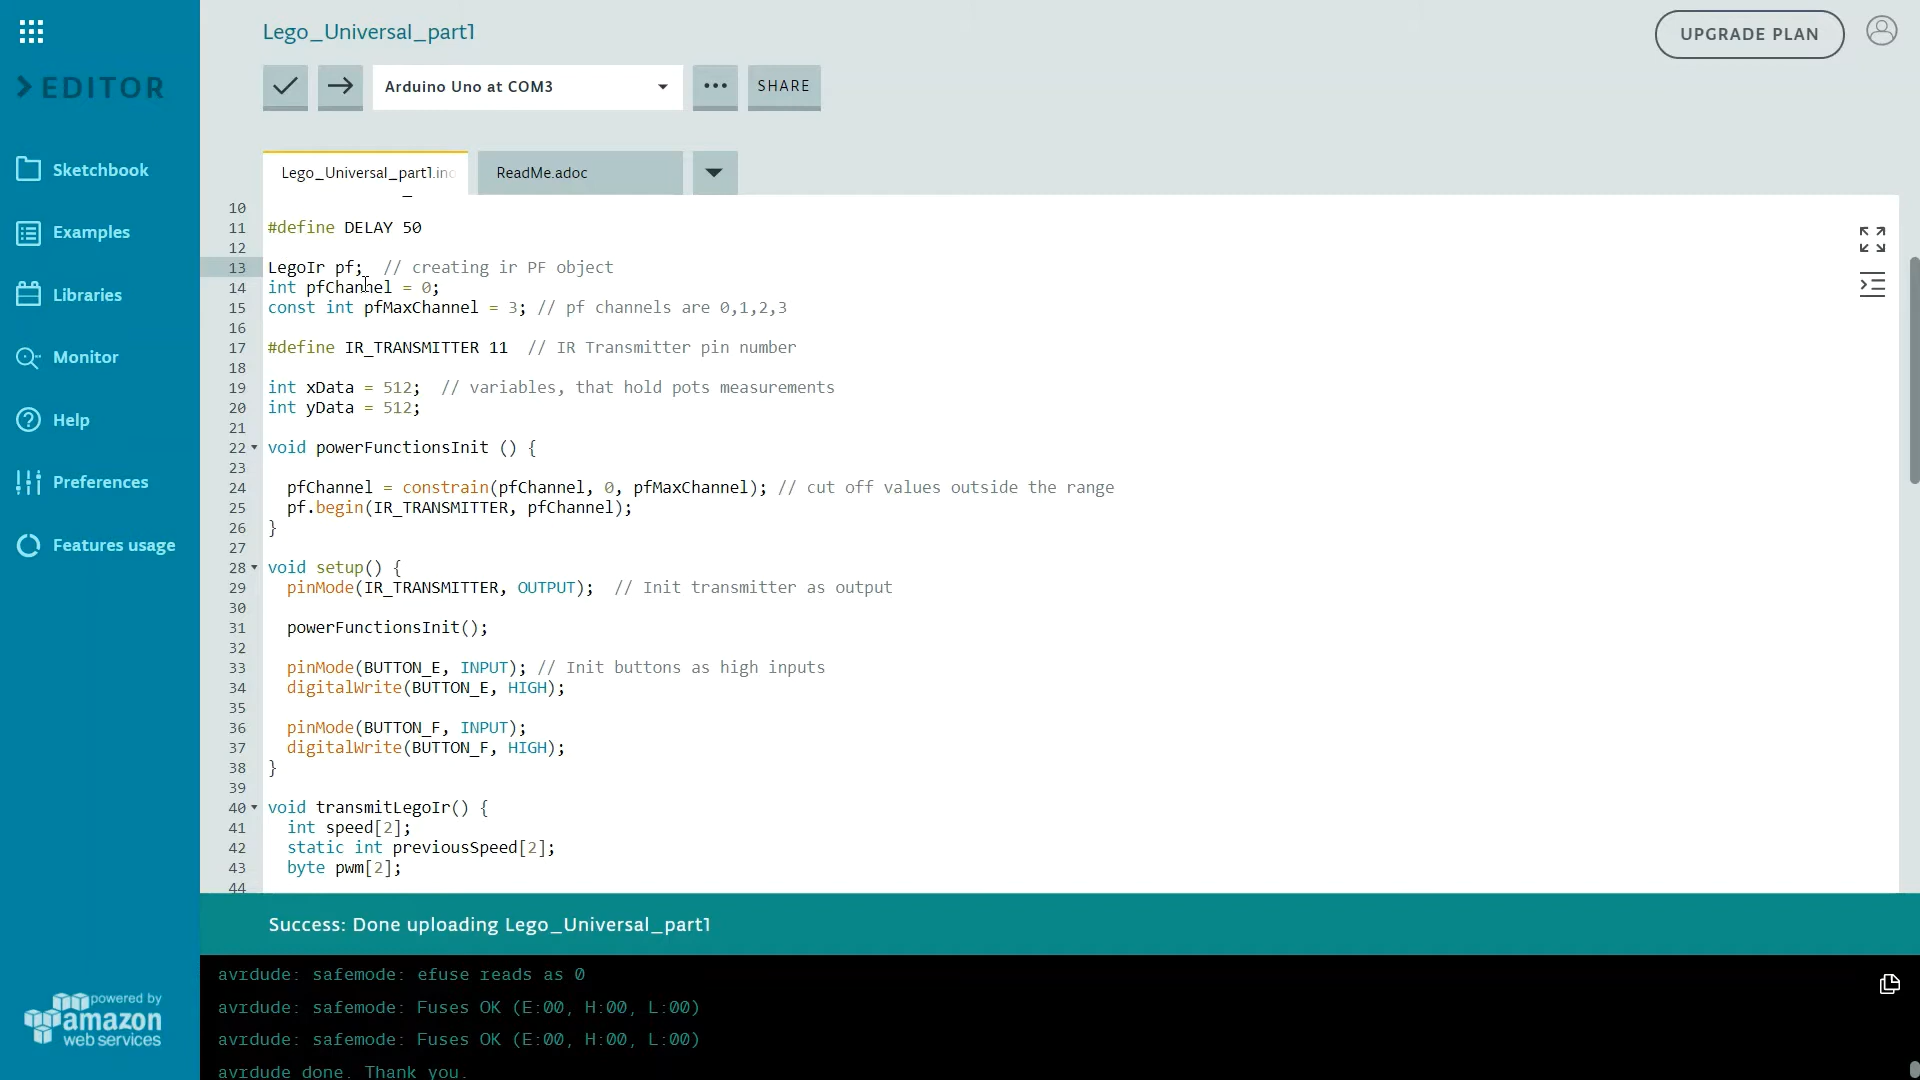 Lego_Universal_part1
UPGRADE PLAN
EDITOR
Arduino Uno at COM3
SHARE
Sketchbook
Examples
Libraries
Monitor
Help
Preferences
Features usage
powered by
amazon
web services
Lego_Universal_part1.ino
ReadMe.adoc
10
11 #define DELAY 50
12
13 LegoIr pf;  // creating ir PF object
14 int pfChannel = 0;
15 const int pfMaxChannel = 3; // pf channels are 0,1,2,3
16
17 #define IR_TRANSMITTER 11  // IR Transmitter pin number
18
19 int xData = 512;  // variables, that hold pots measurements
20 int yData = 512;
21
22 void powerFunctionsInit () {
23
24   pfChannel = constrain(pfChannel, 0, pfMaxChannel); // cut off values outside the range
25   pf.begin(IR_TRANSMITTER, pfChannel);
26 }
27
28 void setup() {
29   pinMode(IR_TRANSMITTER, OUTPUT);  // Init transmitter as output
30
31   powerFunctionsInit();
32
33   pinMode(BUTTON_E, INPUT); // Init buttons as high inputs
34   digitalWrite(BUTTON_E, HIGH);
35
36   pinMode(BUTTON_F, INPUT);
37   digitalWrite(BUTTON_F, HIGH);
38 }
39
40 void transmitLegoIr() {
41   int speed[2];
42   static int previousSpeed[2];
43   byte pwm[2];
44
Success: Done uploading Lego_Universal_part1
avrdude: safemode: efuse reads as 0
avrdude: safemode: Fuses OK (E:00, H:00, L:00)
avrdude: safemode: Fuses OK (E:00, H:00, L:00)
avrdude done. Thank you.